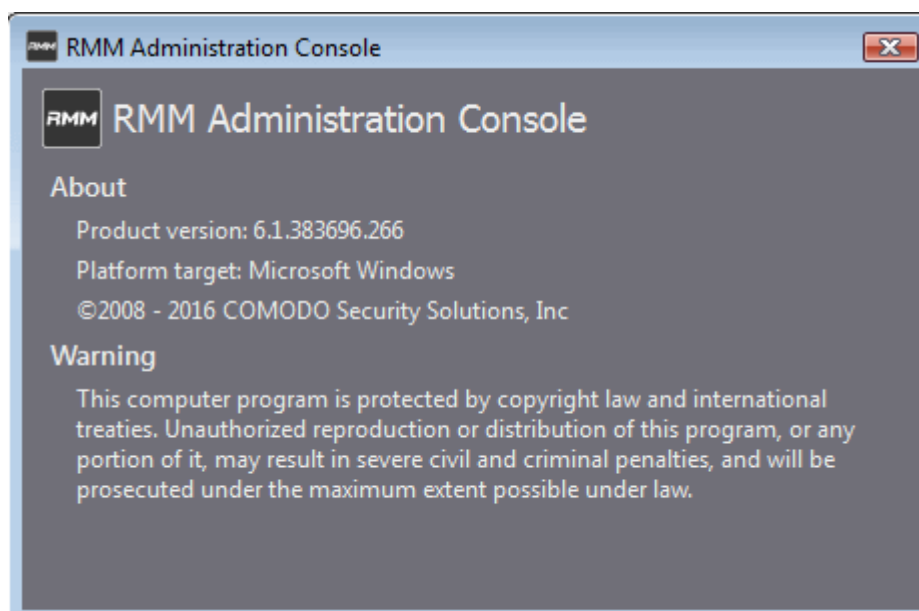 RMM RMM Administration Console
RMM RMM Administration Console
About
Product version: 6.1.383696.266
Platform target: Microsoft Windows
©2008 - 2016 COMODO Security Solutions, Inc
Warning
This computer program is protected by copyright law and international
treaties. Unauthorized reproduction or distribution of this program, or any
portion of it, may result in severe civil and criminal penalties, and will be
prosecuted under the maximum extent possible under law.